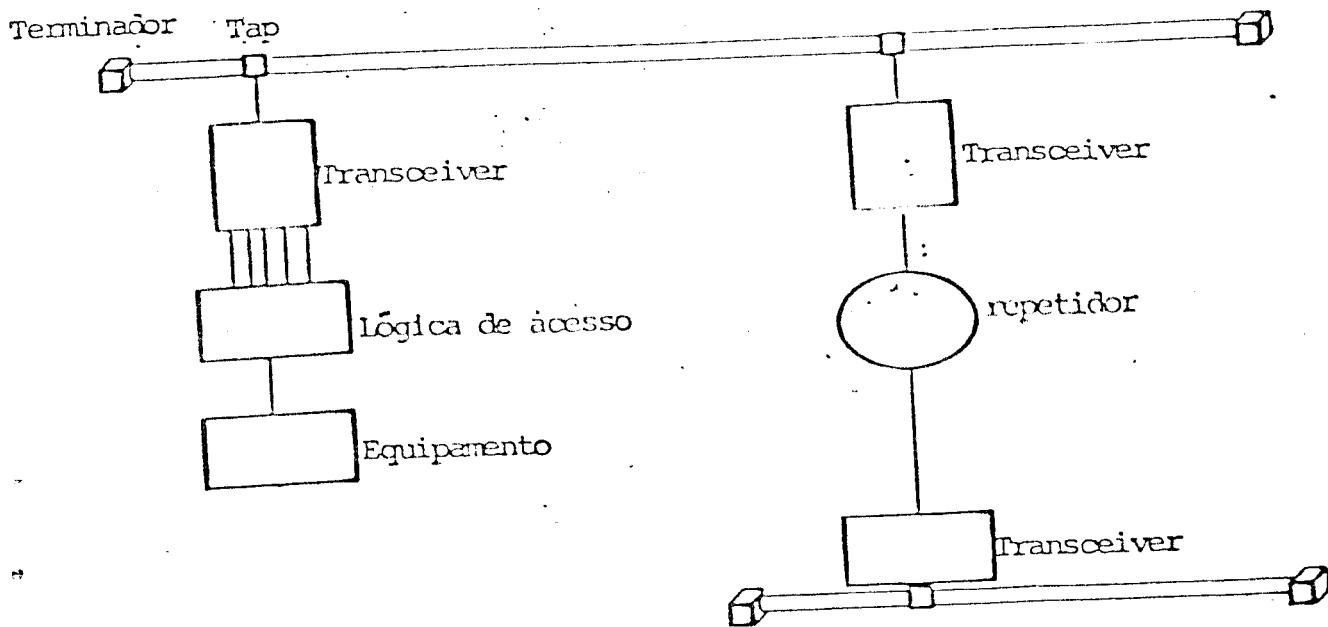 Terminador Tap
Transceiver
Transceiver
Lógica de acesso
repetidor
Equipamento
Transceiver